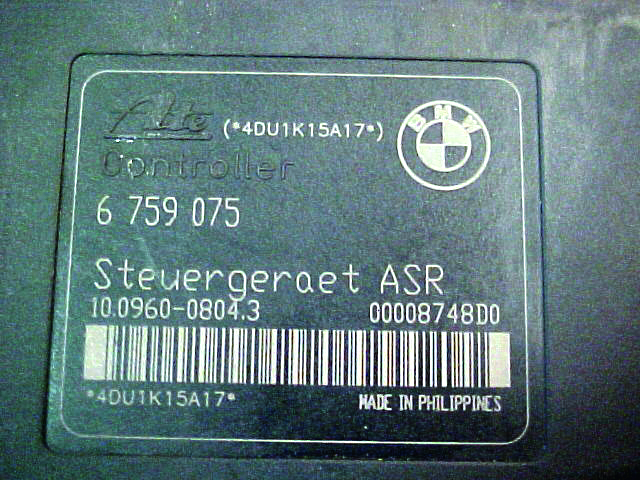 Ate (*4DU1K15A17*)
BMW
Controller
6 759 075
Steuergeraet ASR
10.0960-0804.3 00008748D0
*4DU1K15A17* MADE IN PHILIPPINES